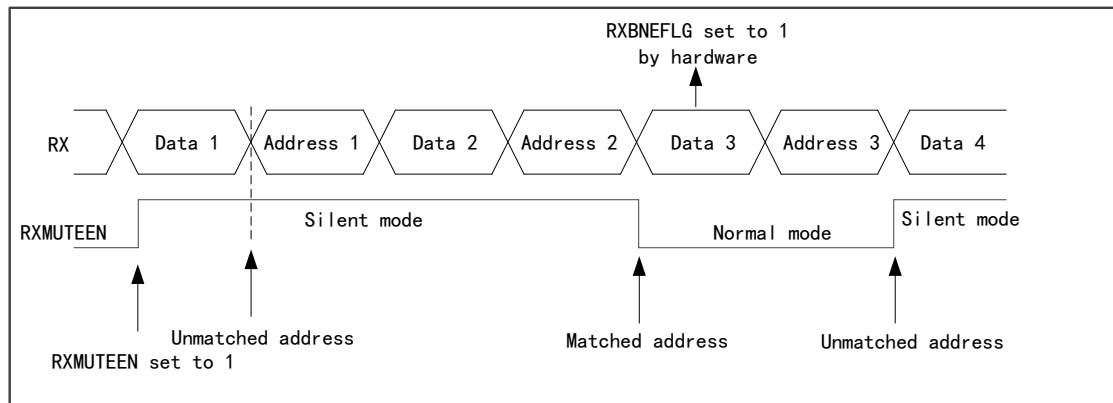 RXBNEFLG set to 1
by hardware
RX
Data 1
Address 1
Data 2
Address 2
Data 3
Address 3
Data 4
RXMUTEEN
Silent mode
Normal mode
Silent mode
Unmatched address
Matched address
Unmatched address
RXMUTEEN set to 1